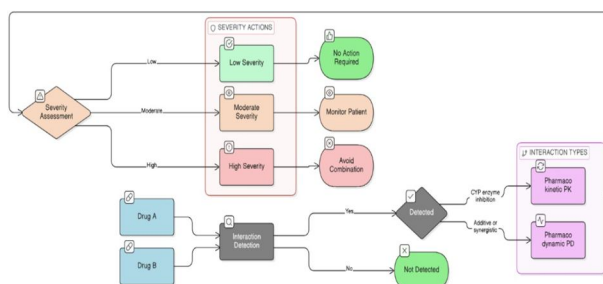 SEVERITY ACTIONS
Low
Low Severity
No Action
Required
Severity
Assessment
Moderate
Moderate
Severity
Monitor Patient
High
High Severity
Avoid
Combination
INTERACTION TYPES
Drug A
Drug B
Interaction
Detection
Yes
No
Detected
Not Detected
CYP enzyme
inhibition
Additive or
synergistic
Pharmaco
kinetic PK
Pharmaco
dynamic PD